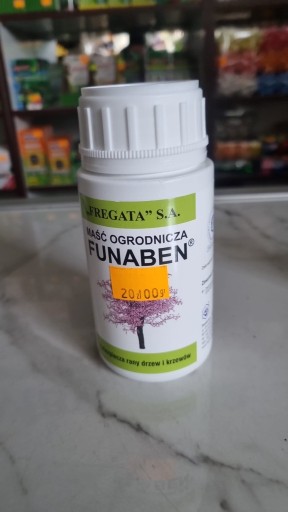 „FREGATA” S.A.
MAŚĆ OGRODNICZA
FUNABEN®
20,00
rany drzew i krzewów